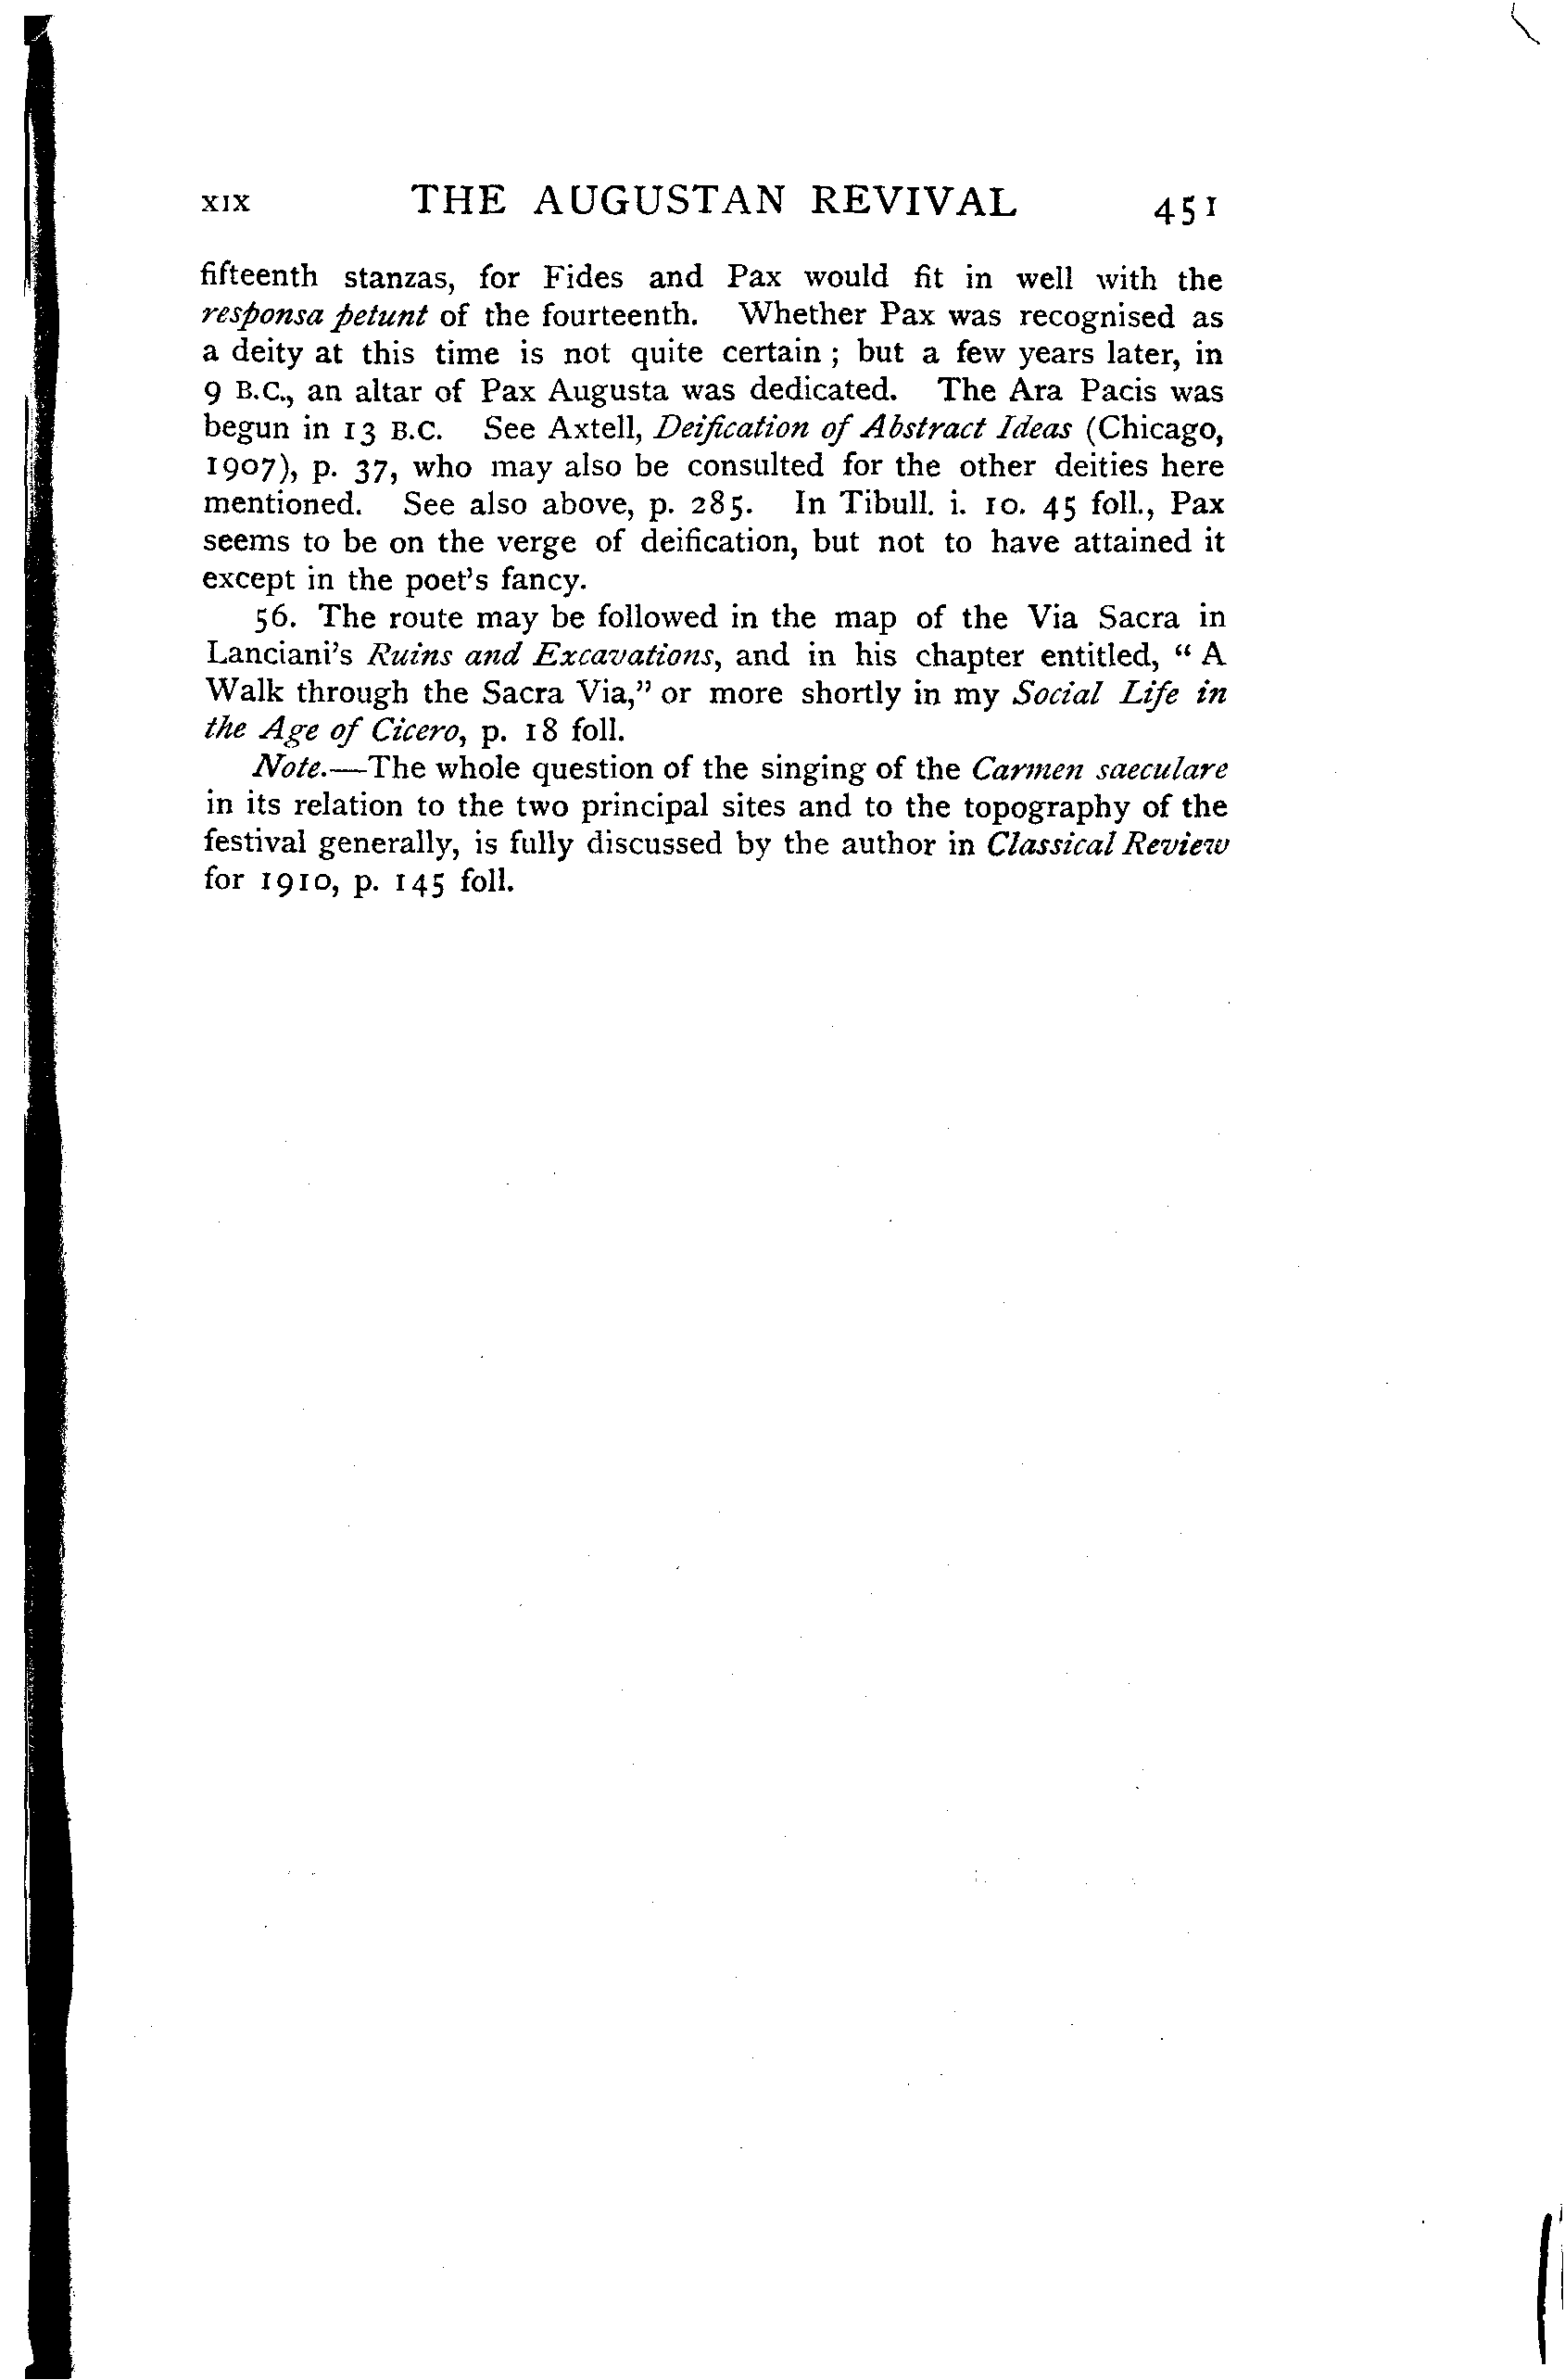 xix THE AUGUSTAN REVIVAL 451
fifteenth stanzas, for Fides and Pax would fit in well with the
responsa petunt of the fourteenth. Whether Pax was recognised as
a deity at this time is not quite certain ; but a few years later, in
9 B.C., an altar of Pax Augusta was dedicated. The Ara Pacis was
begun in 13 B.C. See Axtell, Deification of Abstract Ideas (Chicago,
1907), p. 37, who may also be consulted for the other deities here
mentioned. See also above, p. 285. In Tibull. i. 10. 45 foll., Pax
seems to be on the verge of deification, but not to have attained it
except in the poet's fancy.
56. The route may be followed in the map of the Via Sacra in
Lanciani's Ruins and Excavations, and in his chapter entitled, " A
Walk through the Sacra Via," or more shortly in my Social Life in
the Age of Cicero, p. 18 foll.
Note.—The whole question of the singing of the Carmen saeculare
in its relation to the two principal sites and to the topography of the
festival generally, is fully discussed by the author in Classical Review
for 1910, p. 145 foll.